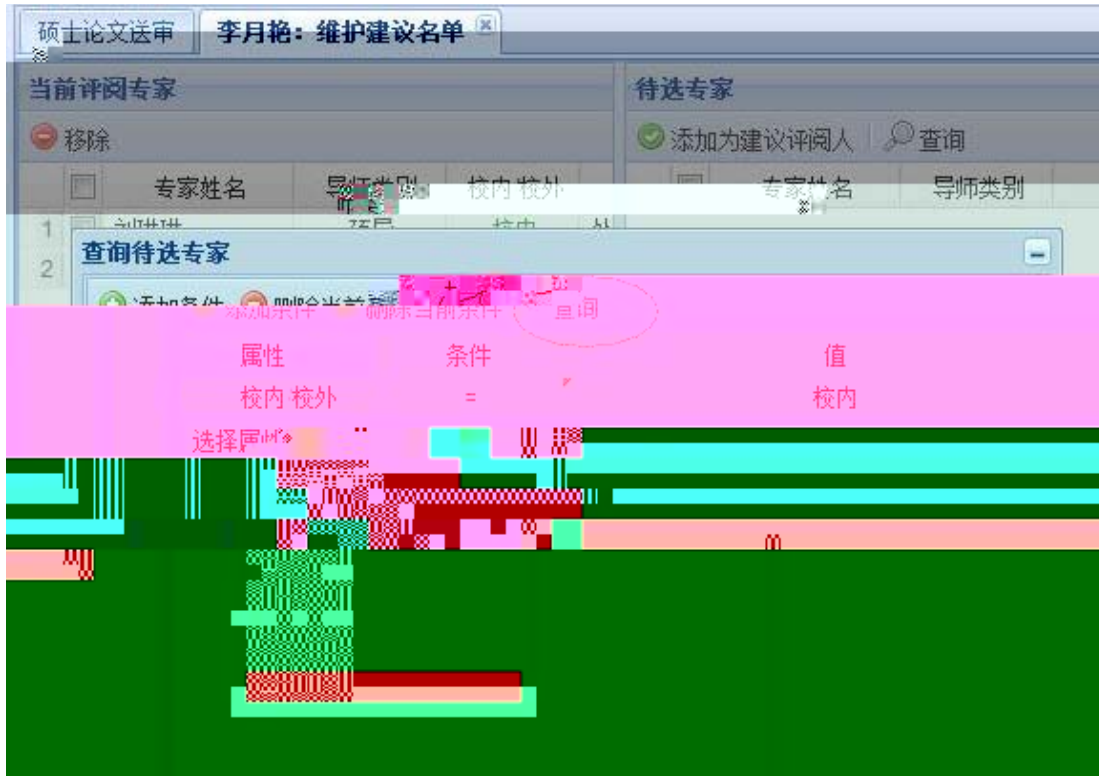 硕士论文送审 李月艳：维护建议名单
当前评阅专家 待选专家
移除 添加为建议评阅人 查询
专家姓名 导师类别 校内 校外 专家姓名 导师类别
1
2
查询待选专家
添加条件 删除当前条件 查询
属性 条件 值
校内 校外 = 校内
选择属性